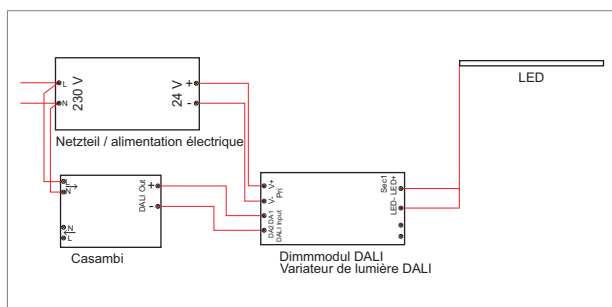 L
N
230 V
24 V
+
-
LED
Netzteil / alimentation électrique
L
N
DALI Out
+
-
N
L
Casambi
V+
V-
Pri
DA2 DA1
DALI Input
Sec1
LED- LED+
Dimmmodul DALI
Variateur de lumière DALI